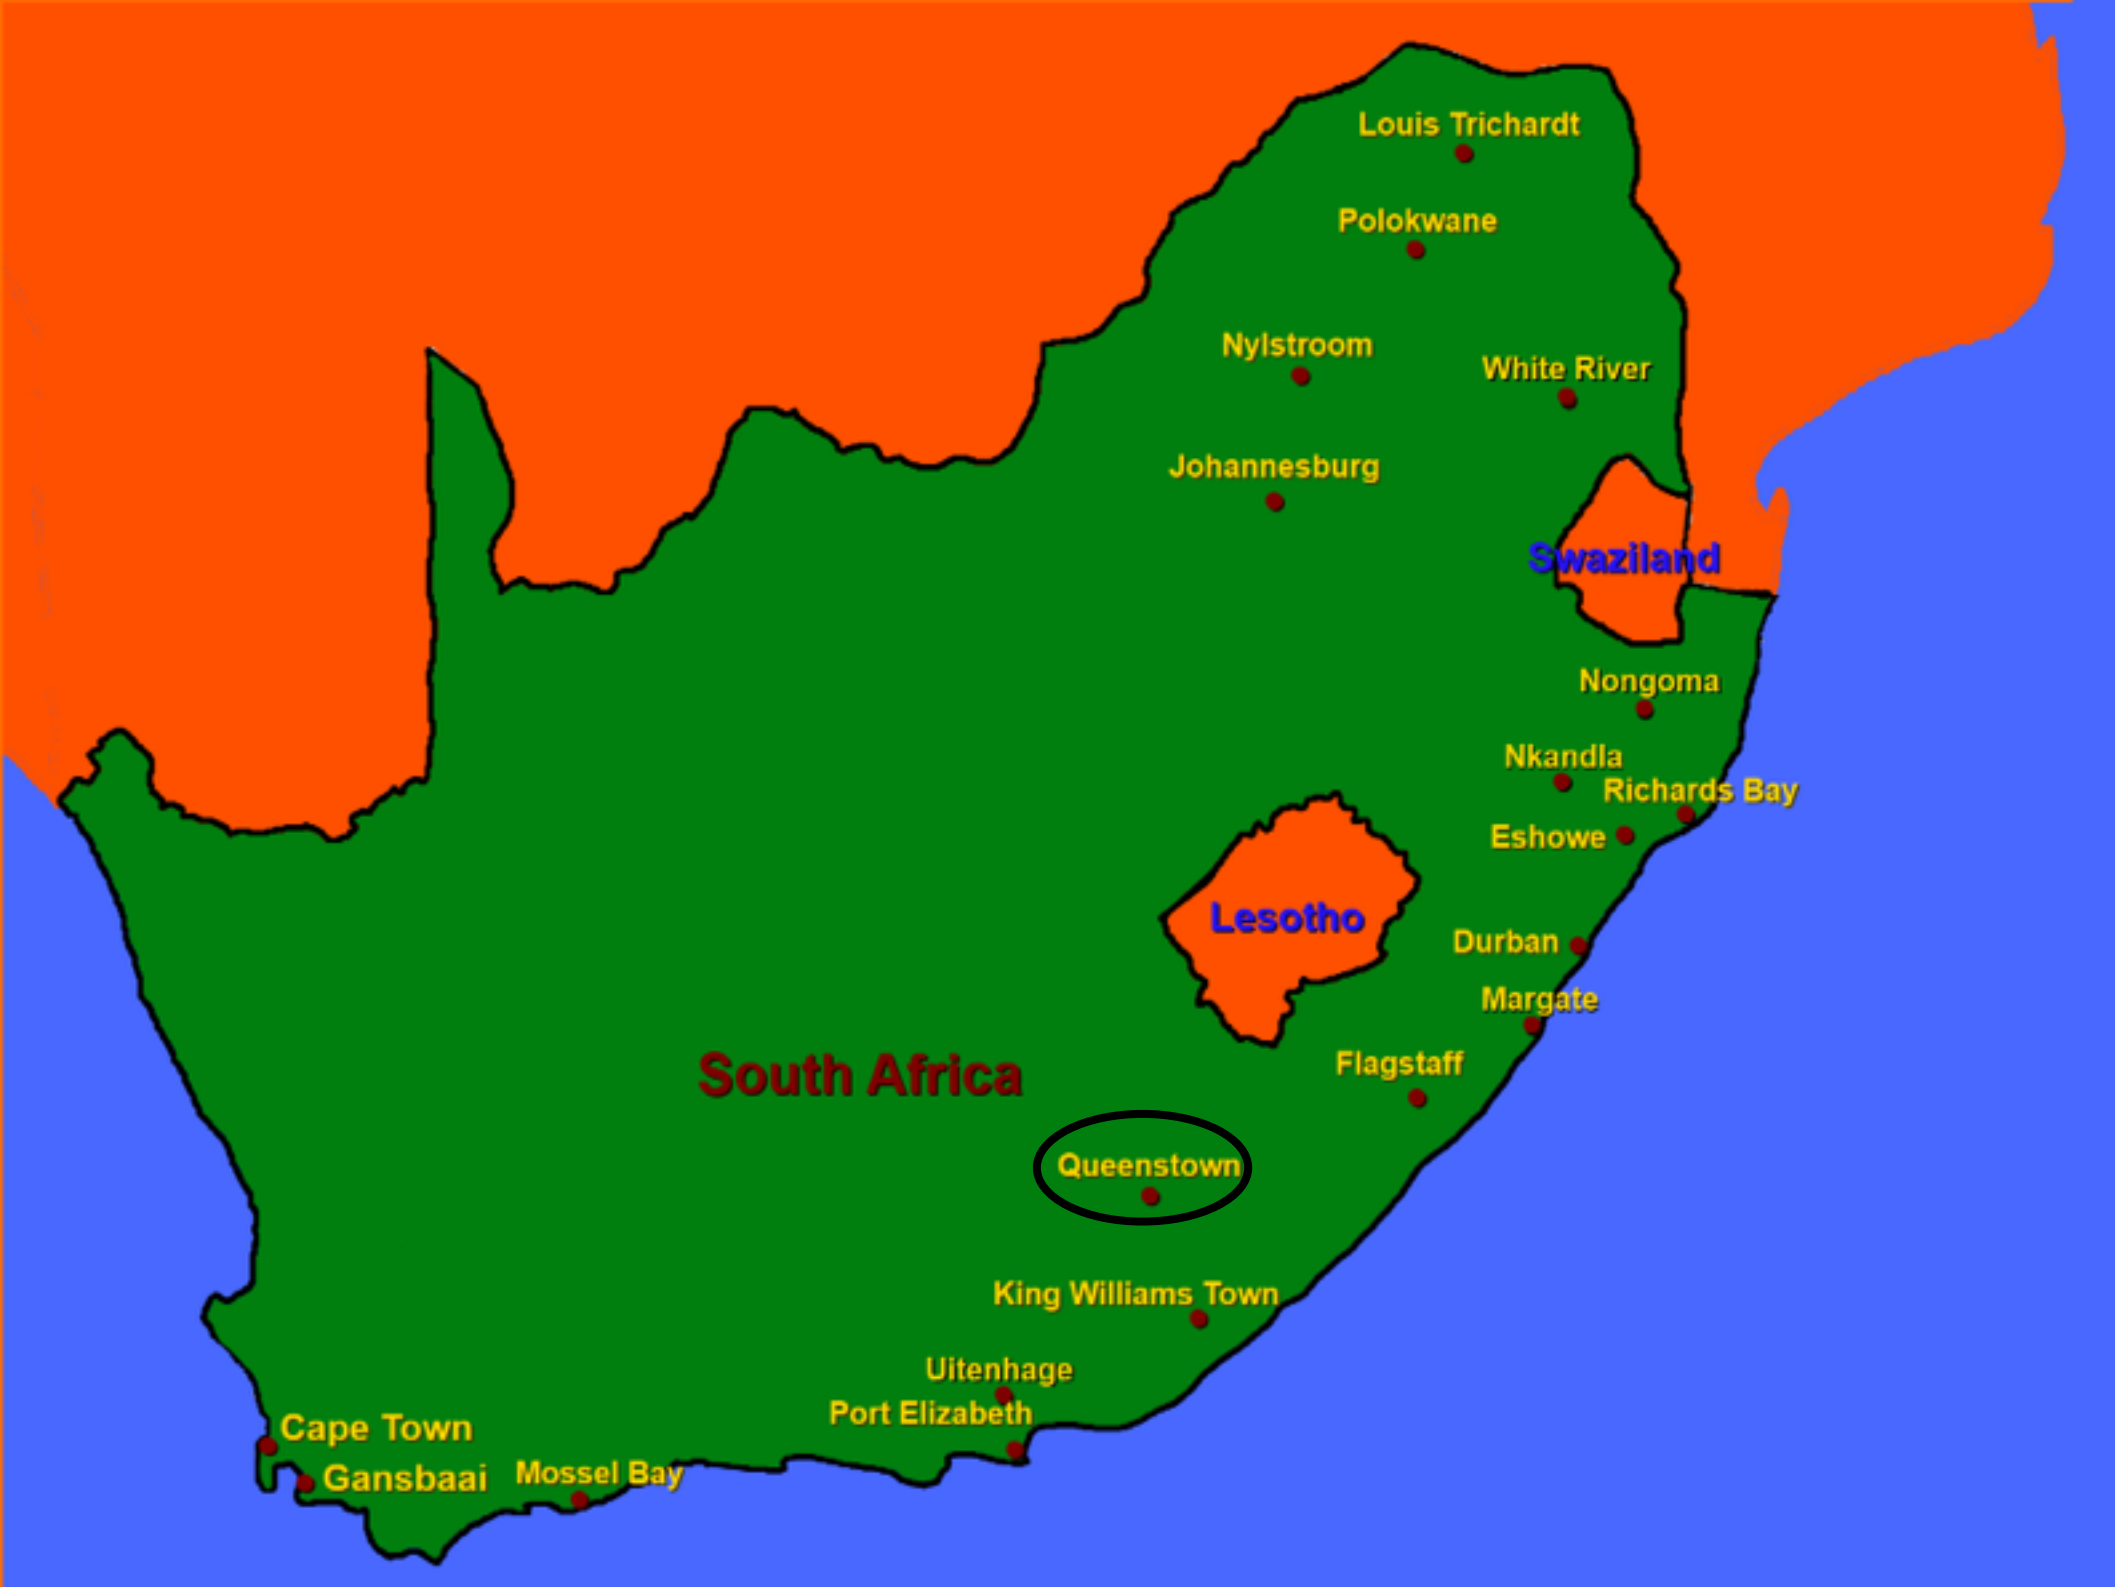 Louis Trichardt
Polokwane
Nylstroom
White River
Johannesburg
Swaziland
Nongoma
Nkandla
Richards Bay
Eshowe
Lesotho
Durban
Margate
Flagstaff
South Africa
Queenstown
King Williams Town
Uitenhage
Port Elizabeth
Cape Town
Gansbaai
Mossel Bay